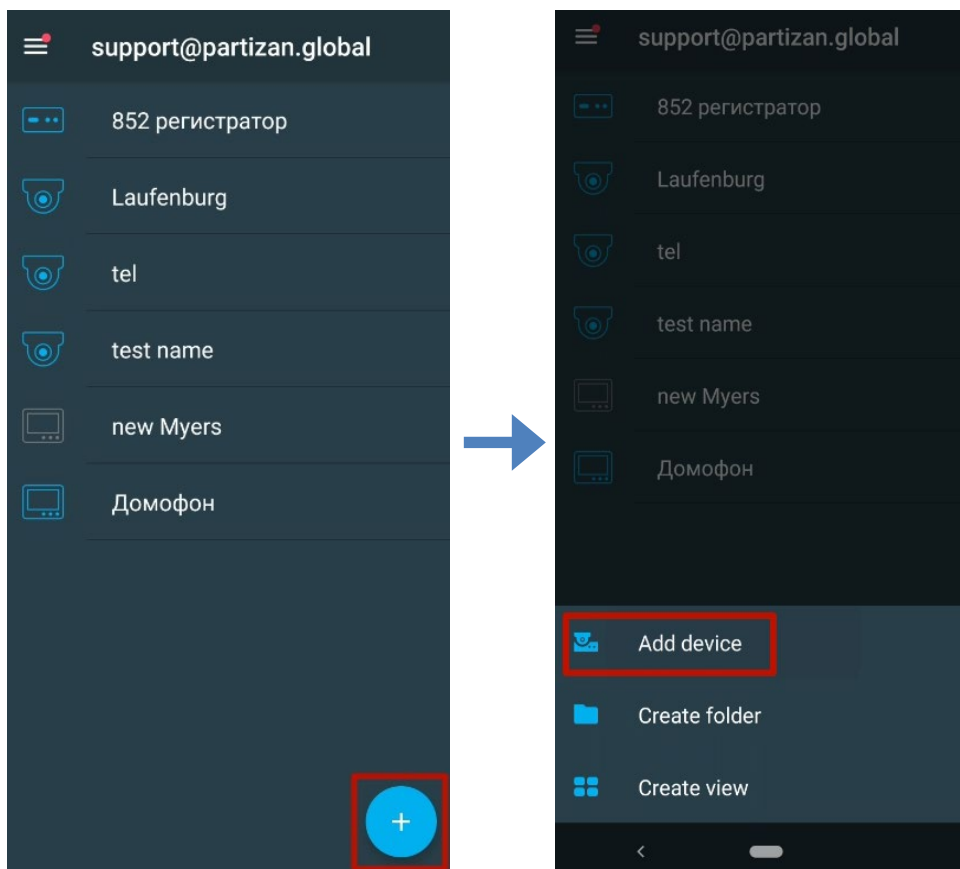 support@partizan.global
852 регистратор
Laufenburg
tel
test name
new Myers
Домофон
+
support@partizan.global
852 регистратор
Laufenburg
tel
test name
new Myers
Домофон
Add device
Create folder
Create view